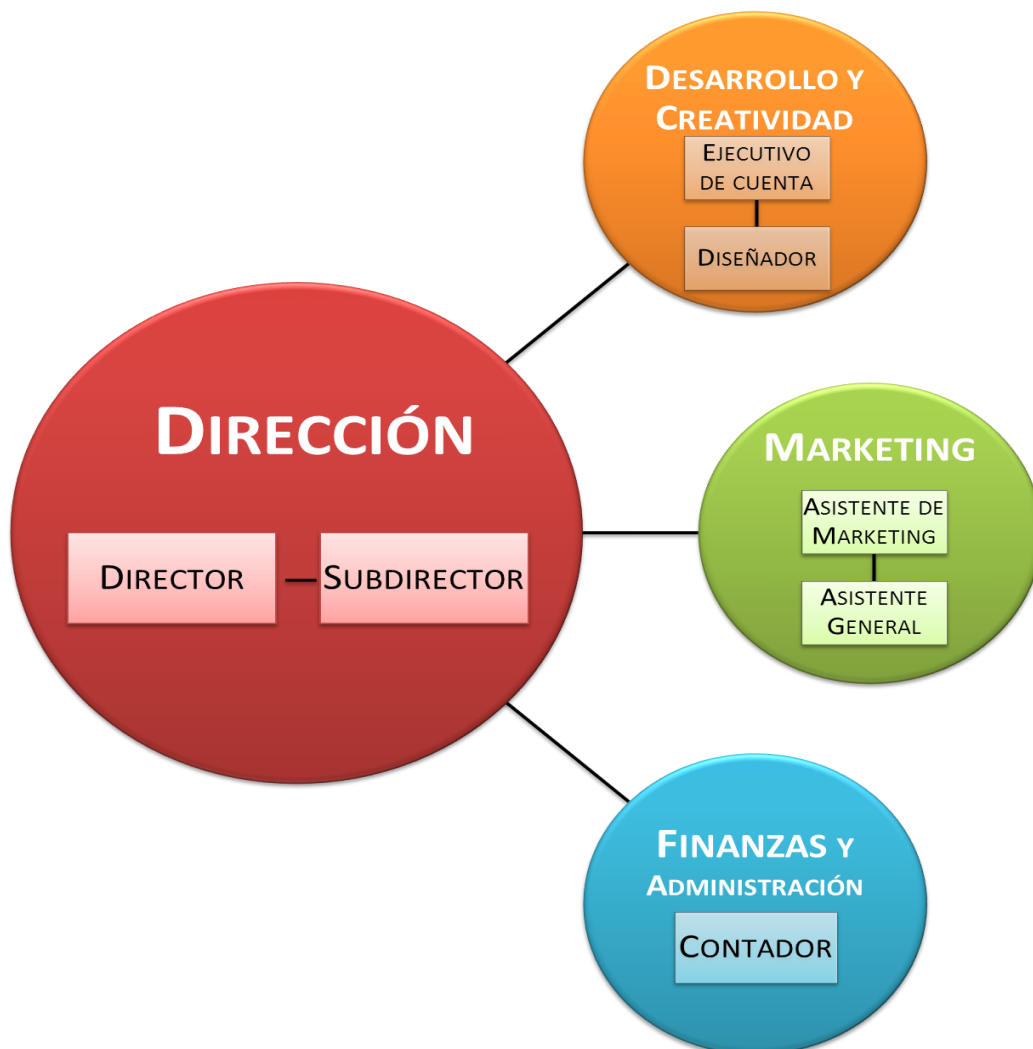 DESARROLLO Y
CREATIVIDAD
EJECUTIVO
DE CUENTA
DISEÑADOR
DIRECCIÓN
DIRECTOR
SUBDIRECTOR
MARKETING
ASISTENTE DE
MARKETING
ASISTENTE
GENERAL
FINANZAS Y
ADMINISTRACIÓN
CONTADOR